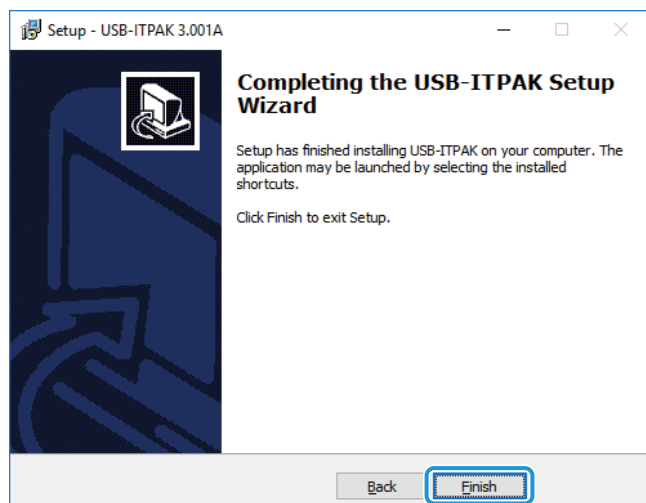 Setup - USB-ITPAK 3.001A
Completing the USB-ITPAK Setup
Wizard
Setup has finished installing USB-ITPAK on your computer. The
application may be launched by selecting the installed
shortcuts.
Click Finish to exit Setup.
Back
Finish